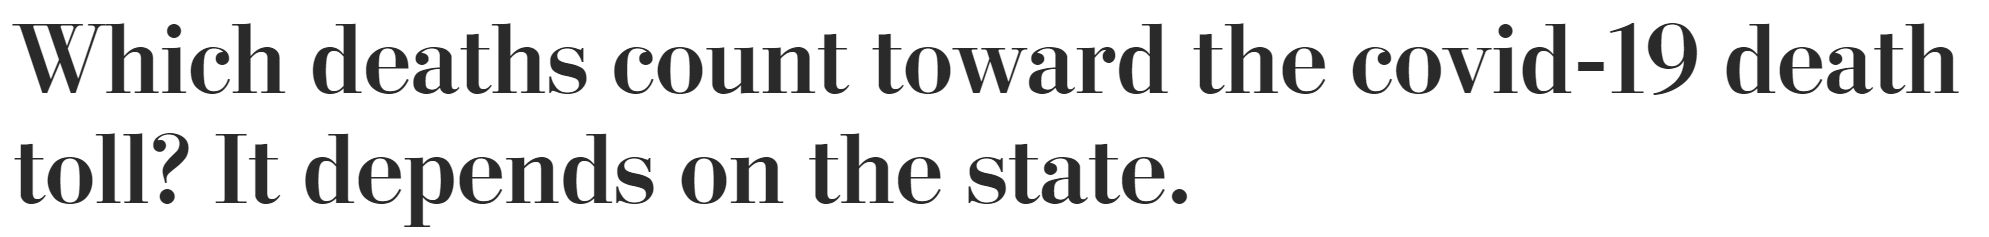 Which deaths count toward the covid-19 death
toll? It depends on the state.